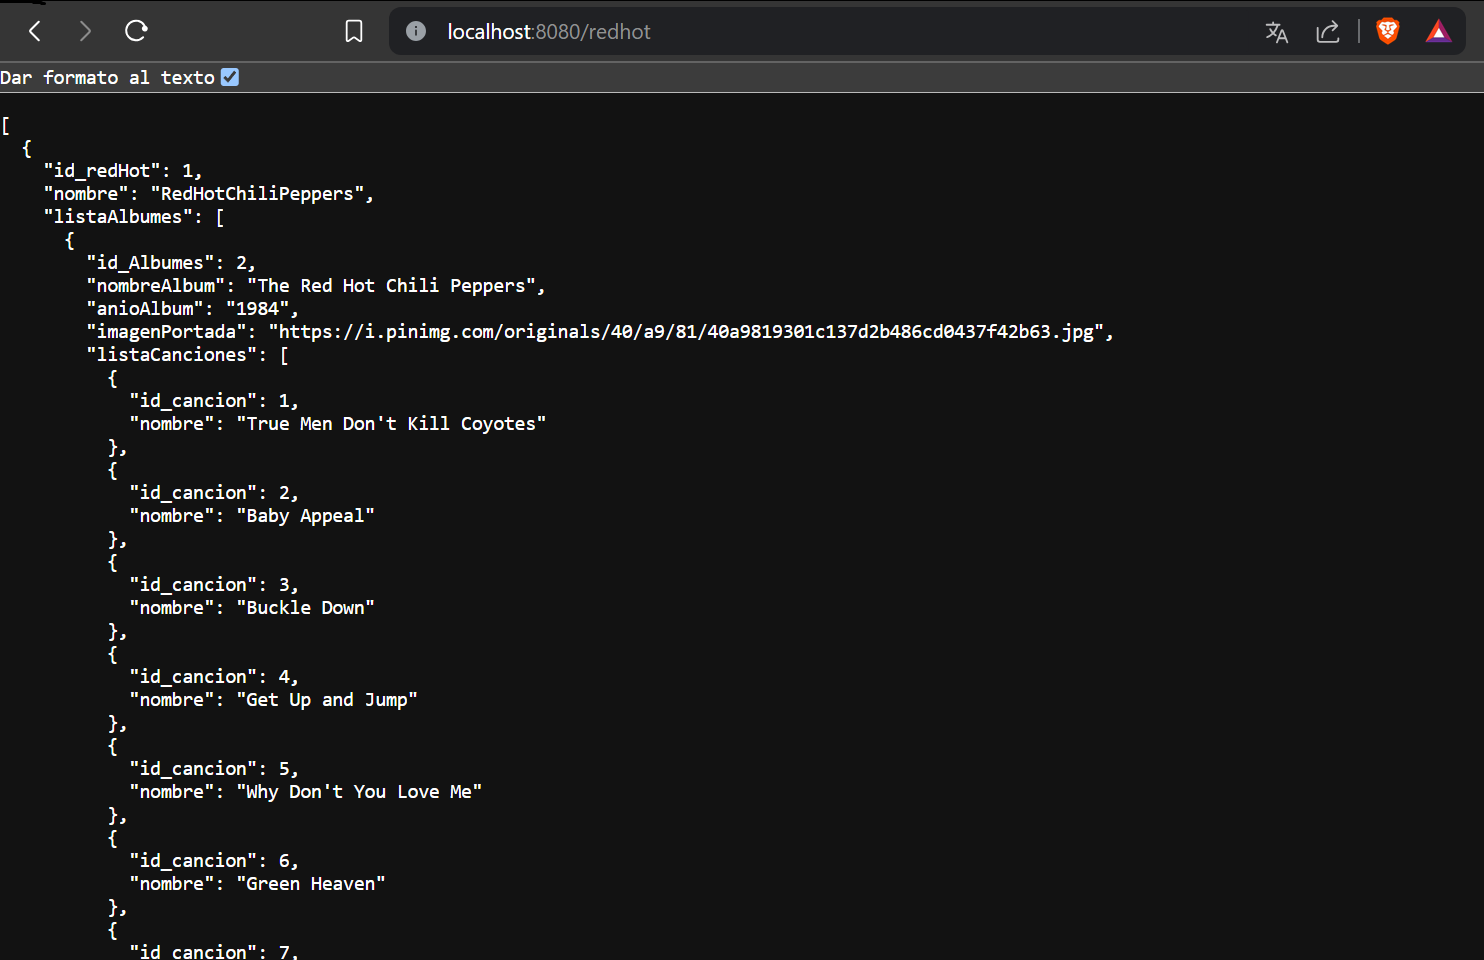 localhost:8080/redhot
Dar formato al texto
[
  {
    "id_redHot": 1,
    "nombre": "RedHotChiliPeppers",
    "listaAlbumes": [
      {
        "id_Albumes": 2,
        "nombreAlbum": "The Red Hot Chili Peppers",
        "anioAlbum": "1984",
        "imagenPortada": "https://i.pinimg.com/originals/40/a9/81/40a9819301c137d2b486cd0437f42b63.jpg",
        "listaCanciones": [
          {
            "id_cancion": 1,
            "nombre": "True Men Don't Kill Coyotes"
          },
          {
            "id_cancion": 2,
            "nombre": "Baby Appeal"
          },
          {
            "id_cancion": 3,
            "nombre": "Buckle Down"
          },
          {
            "id_cancion": 4,
            "nombre": "Get Up and Jump"
          },
          {
            "id_cancion": 5,
            "nombre": "Why Don't You Love Me"
          },
          {
            "id_cancion": 6,
            "nombre": "Green Heaven"
          },
          {
            "id_cancion": 7,